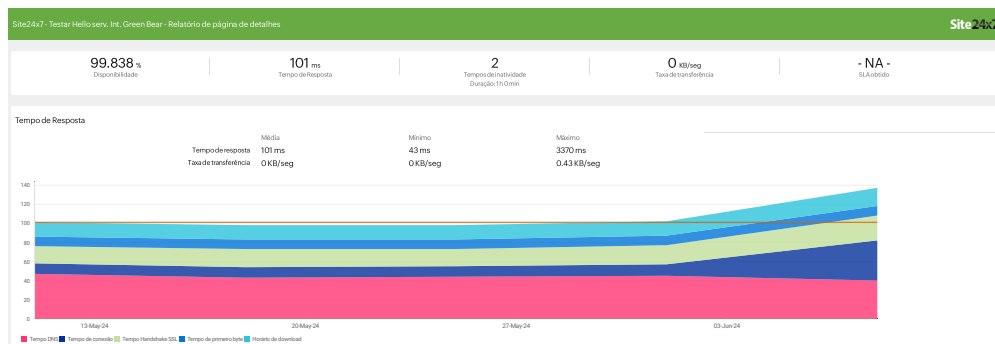 Site24x7 - Testar Hello serv. Int. Green Bear - Relatório de página de detalhes
Site24x7
99.838 %
Disponibilidade
101 ms
Tempo de Resposta
2
Tempos de inatividade
Duração: 1 h 0 min
0 KB/seg
Taxa de transferência
- NA -
SLA obtido
Tempo de Resposta
Média Mínimo Máximo
Tempo de resposta 101 ms 43 ms 3370 ms
Taxa de transferência 0 KB/seg 0 KB/seg 0.43 KB/seg
140
120
100
80
60
40
20
0
13-May-24 20-May-24 27-May-24 03-Jun-24
Tempo DNS Tempo de conexão Tempo Handshake SSL Tempo de primeiro byte Horário de download